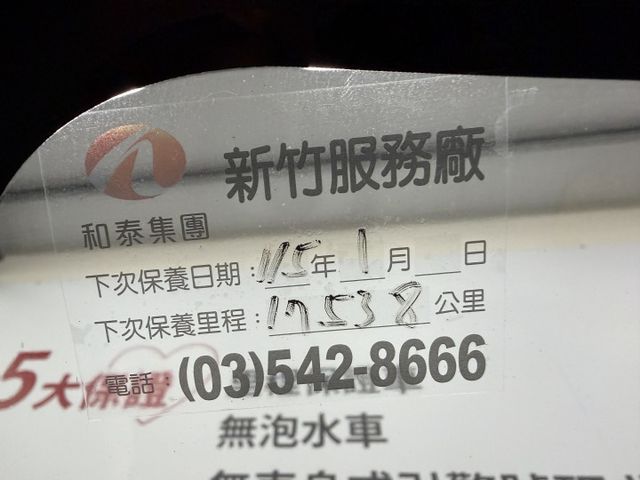 新竹服務廠
和泰集團
下次保養日期:115年1月__日
下次保養里程:17538公里
電話:(03)542-8666
5大保證
無泡水車